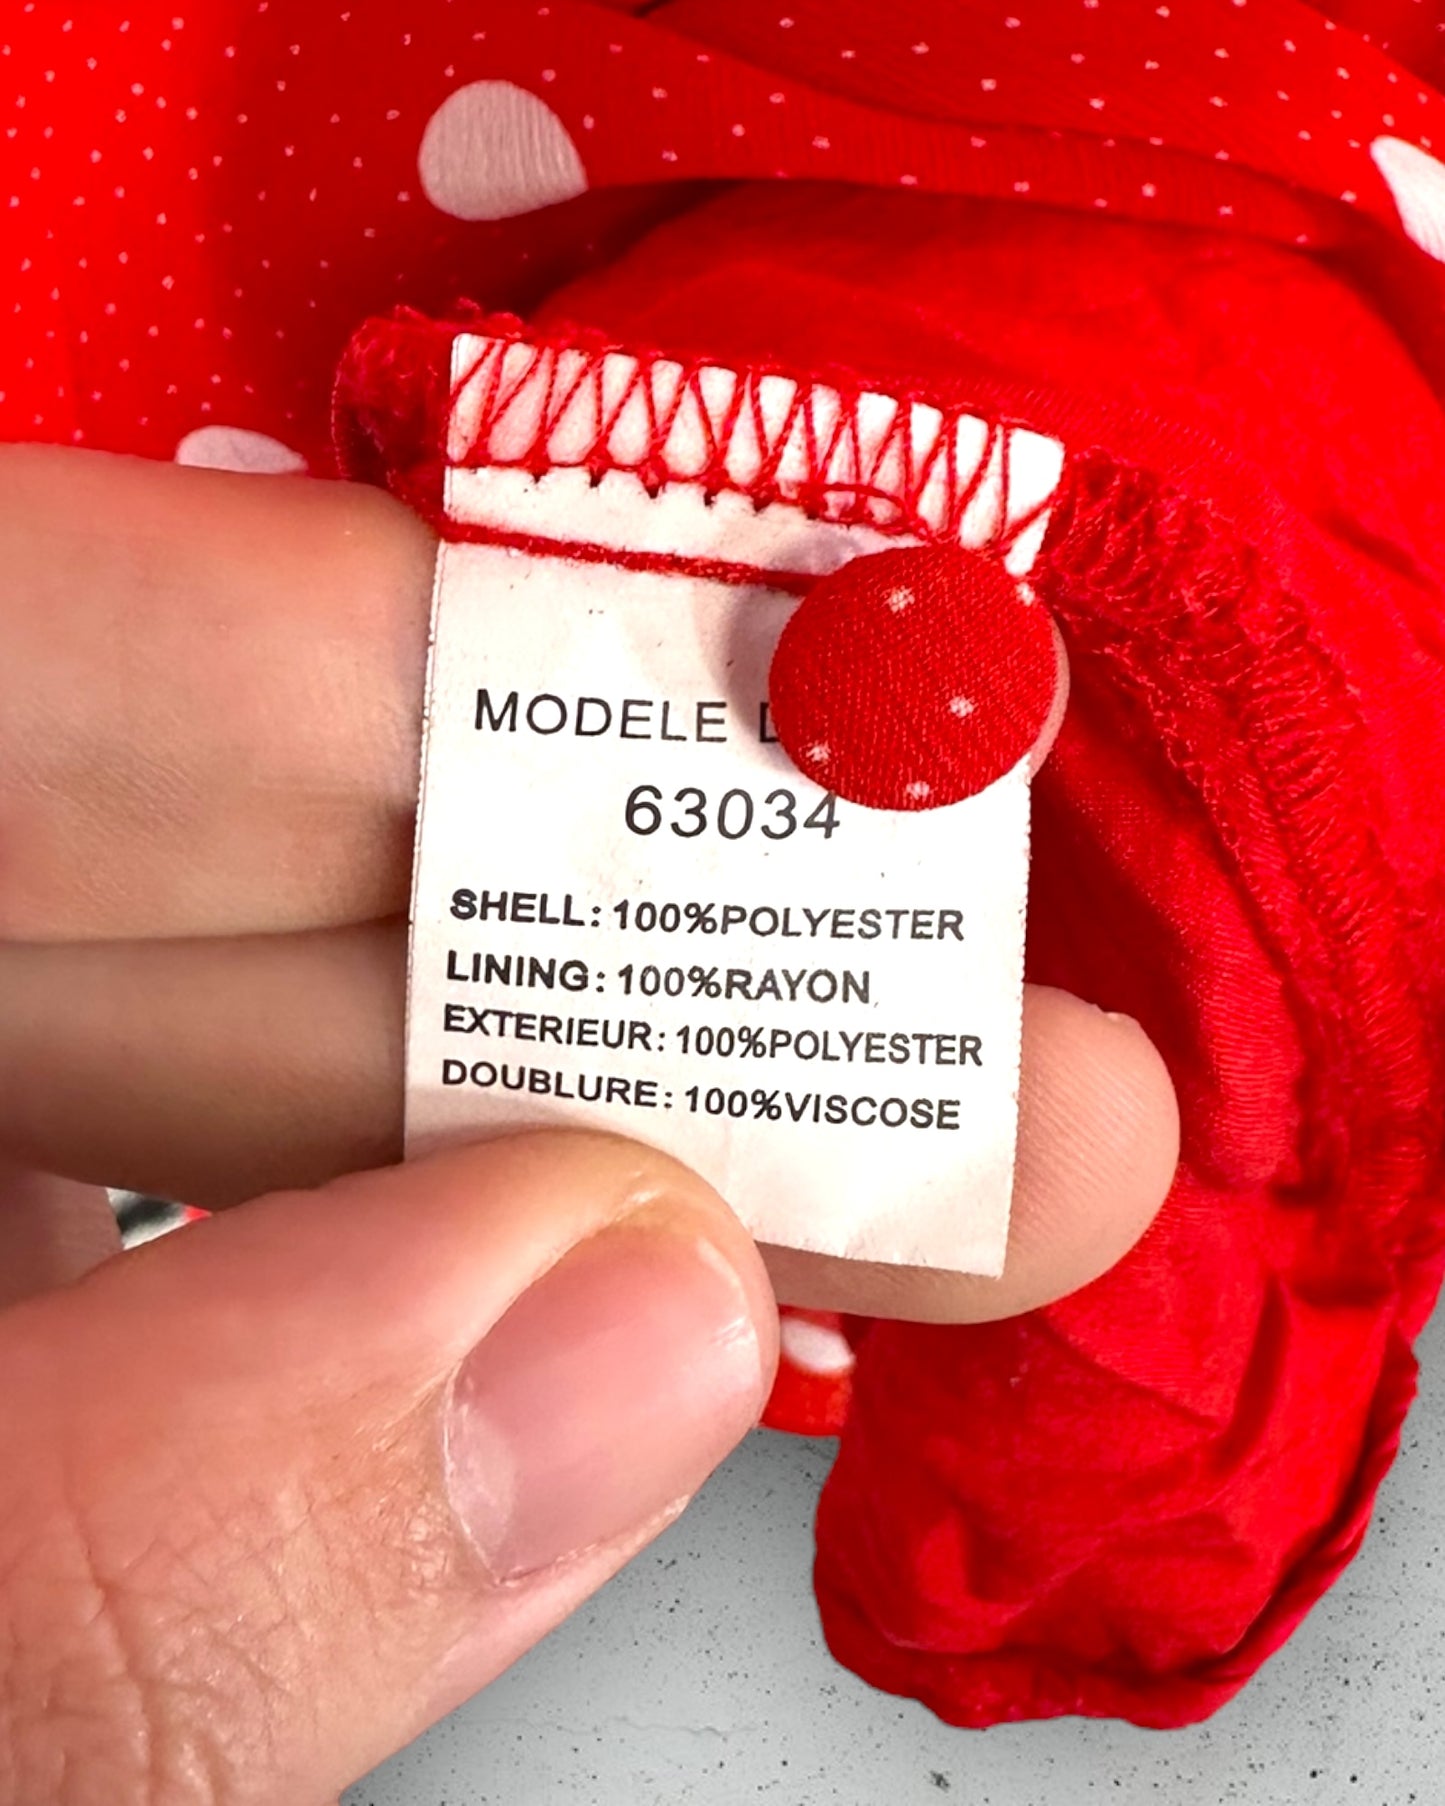 MODELE
63034
SHELL: 100%POLYESTER
LINING: 100%RAYON
EXTERIEUR: 100%POLYESTER
DOUBLURE: 100%VISCOSE